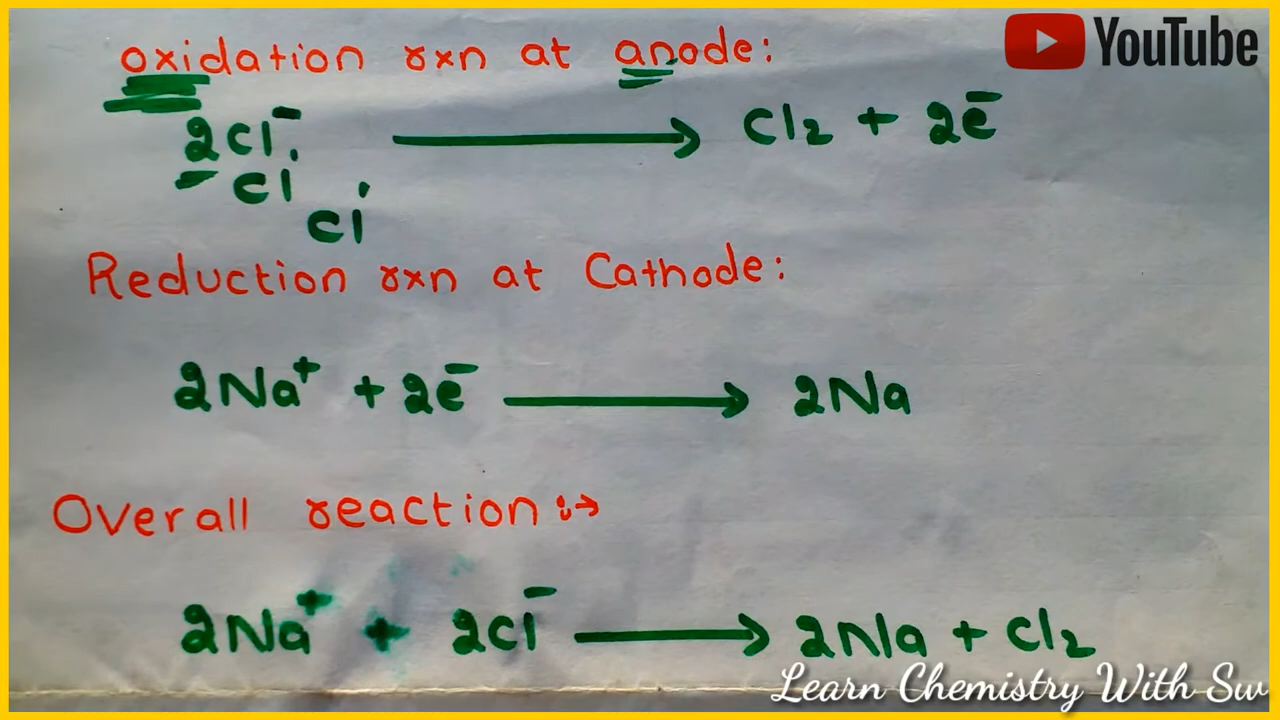 oxidation rxn at anode:
YouTube
2Cl⁻ ⟶ Cl₂ + 2e⁻
Cl
Cl
Reduction rxn at Cathode:
2Na⁺ + 2e⁻ ⟶ 2Na
Overall reaction :→
2Na⁺ + 2Cl⁻ ⟶ 2Na + Cl₂
Learn Chemistry With Sw